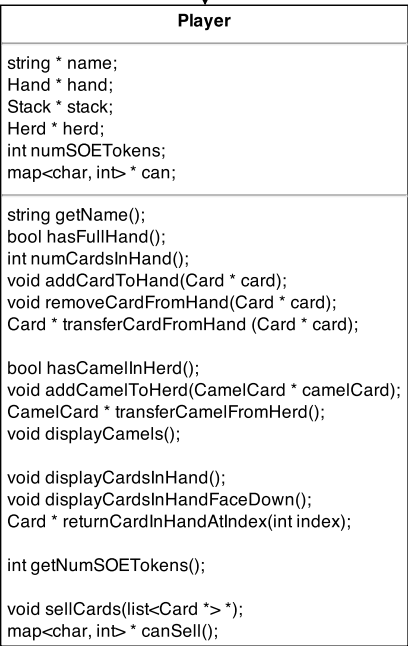 Player
string * name;
Hand * hand;
Stack * stack;
Herd * herd;
int numSOETokens;
map<char, int> * can;
string getName();
bool hasFullHand();
int numCardsInHand();
void addCardToHand(Card * card);
void removeCardFromHand(Card * card);
Card * transferCardFromHand (Card * card);
bool hasCamelInHerd();
void addCamelToHerd(CamelCard * camelCard);
CamelCard * transferCamelFromHerd();
void displayCamels();
void displayCardsInHand();
void displayCardsInHandFaceDown();
Card * returnCardInHandAtIndex(int index);
int getNumSOETokens();
void sellCards(list<Card *> *);
map<char, int> * canSell();